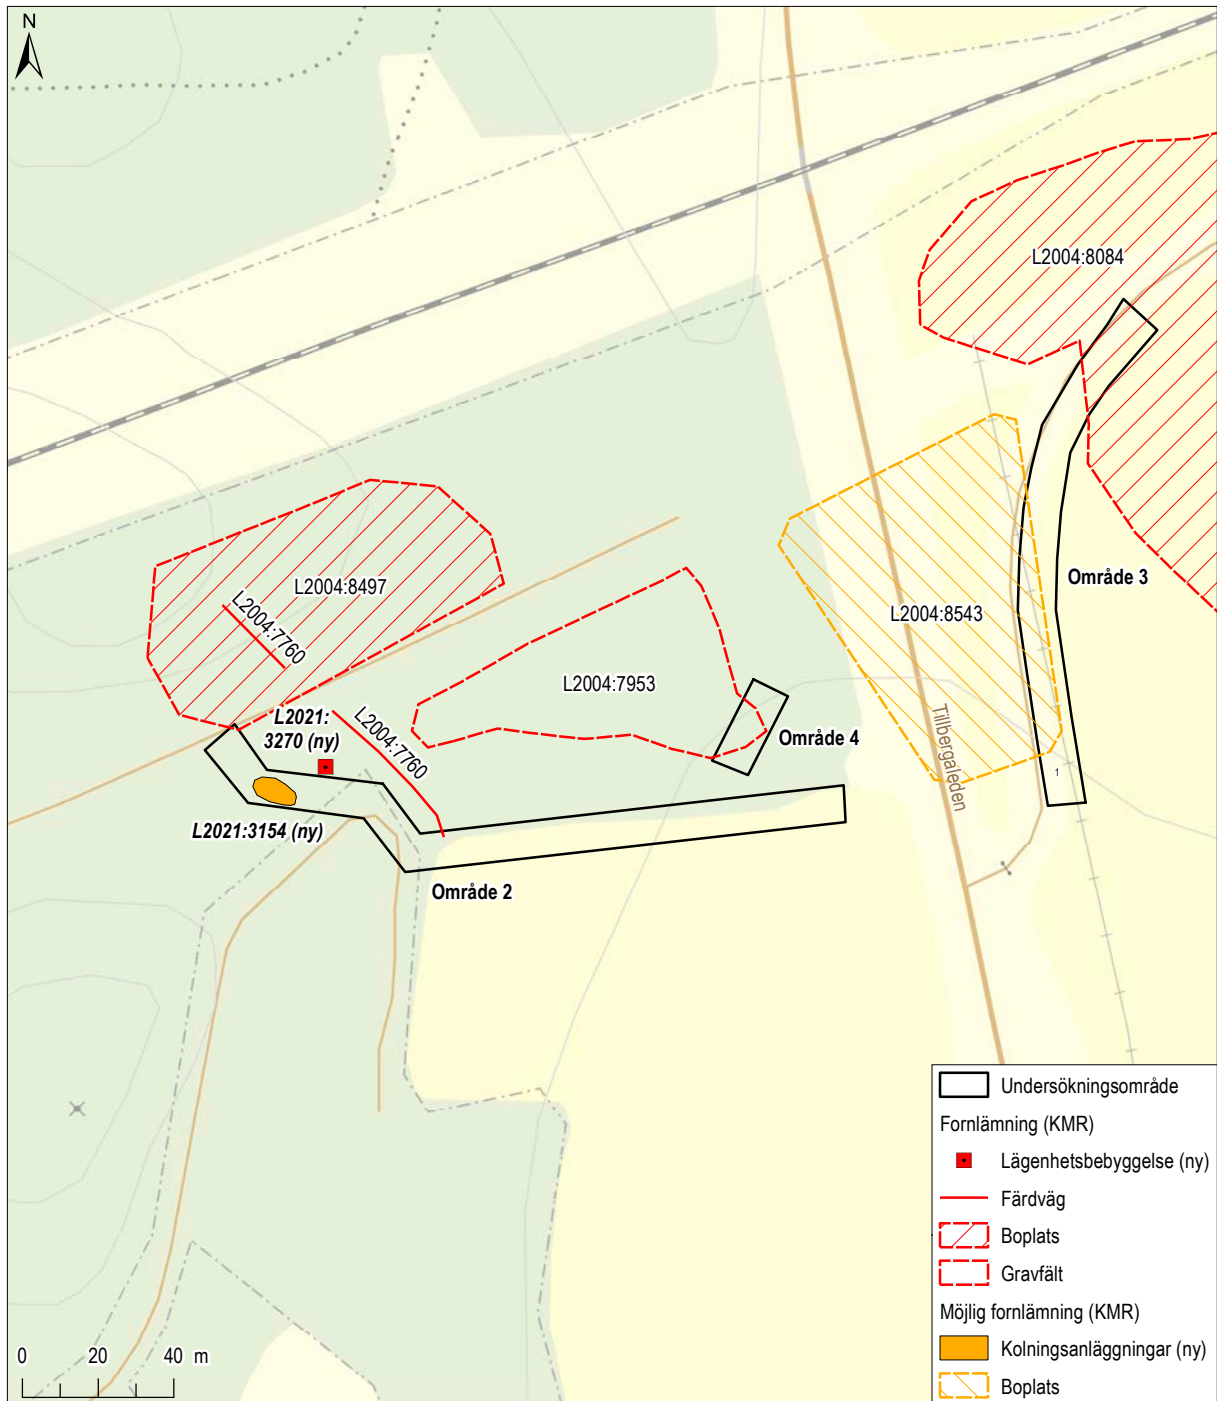 N
L2004:8084
L2004:8497
L2004:7760
Område 3
L2004:8543
L2004:7953
L2021:
3270 (ny)
L2004:7760
Område 4
Tillbergaleden
1
L2021:3154 (ny)
Område 2
Undersökningsområde
Fornlämning (KMR)
Lägenhetsbebyggelse (ny)
Färdväg
Boplats
Gravfält
Möjlig fornlämning (KMR)
Kolningsanläggningar (ny)
Boplats
0 20 40 m